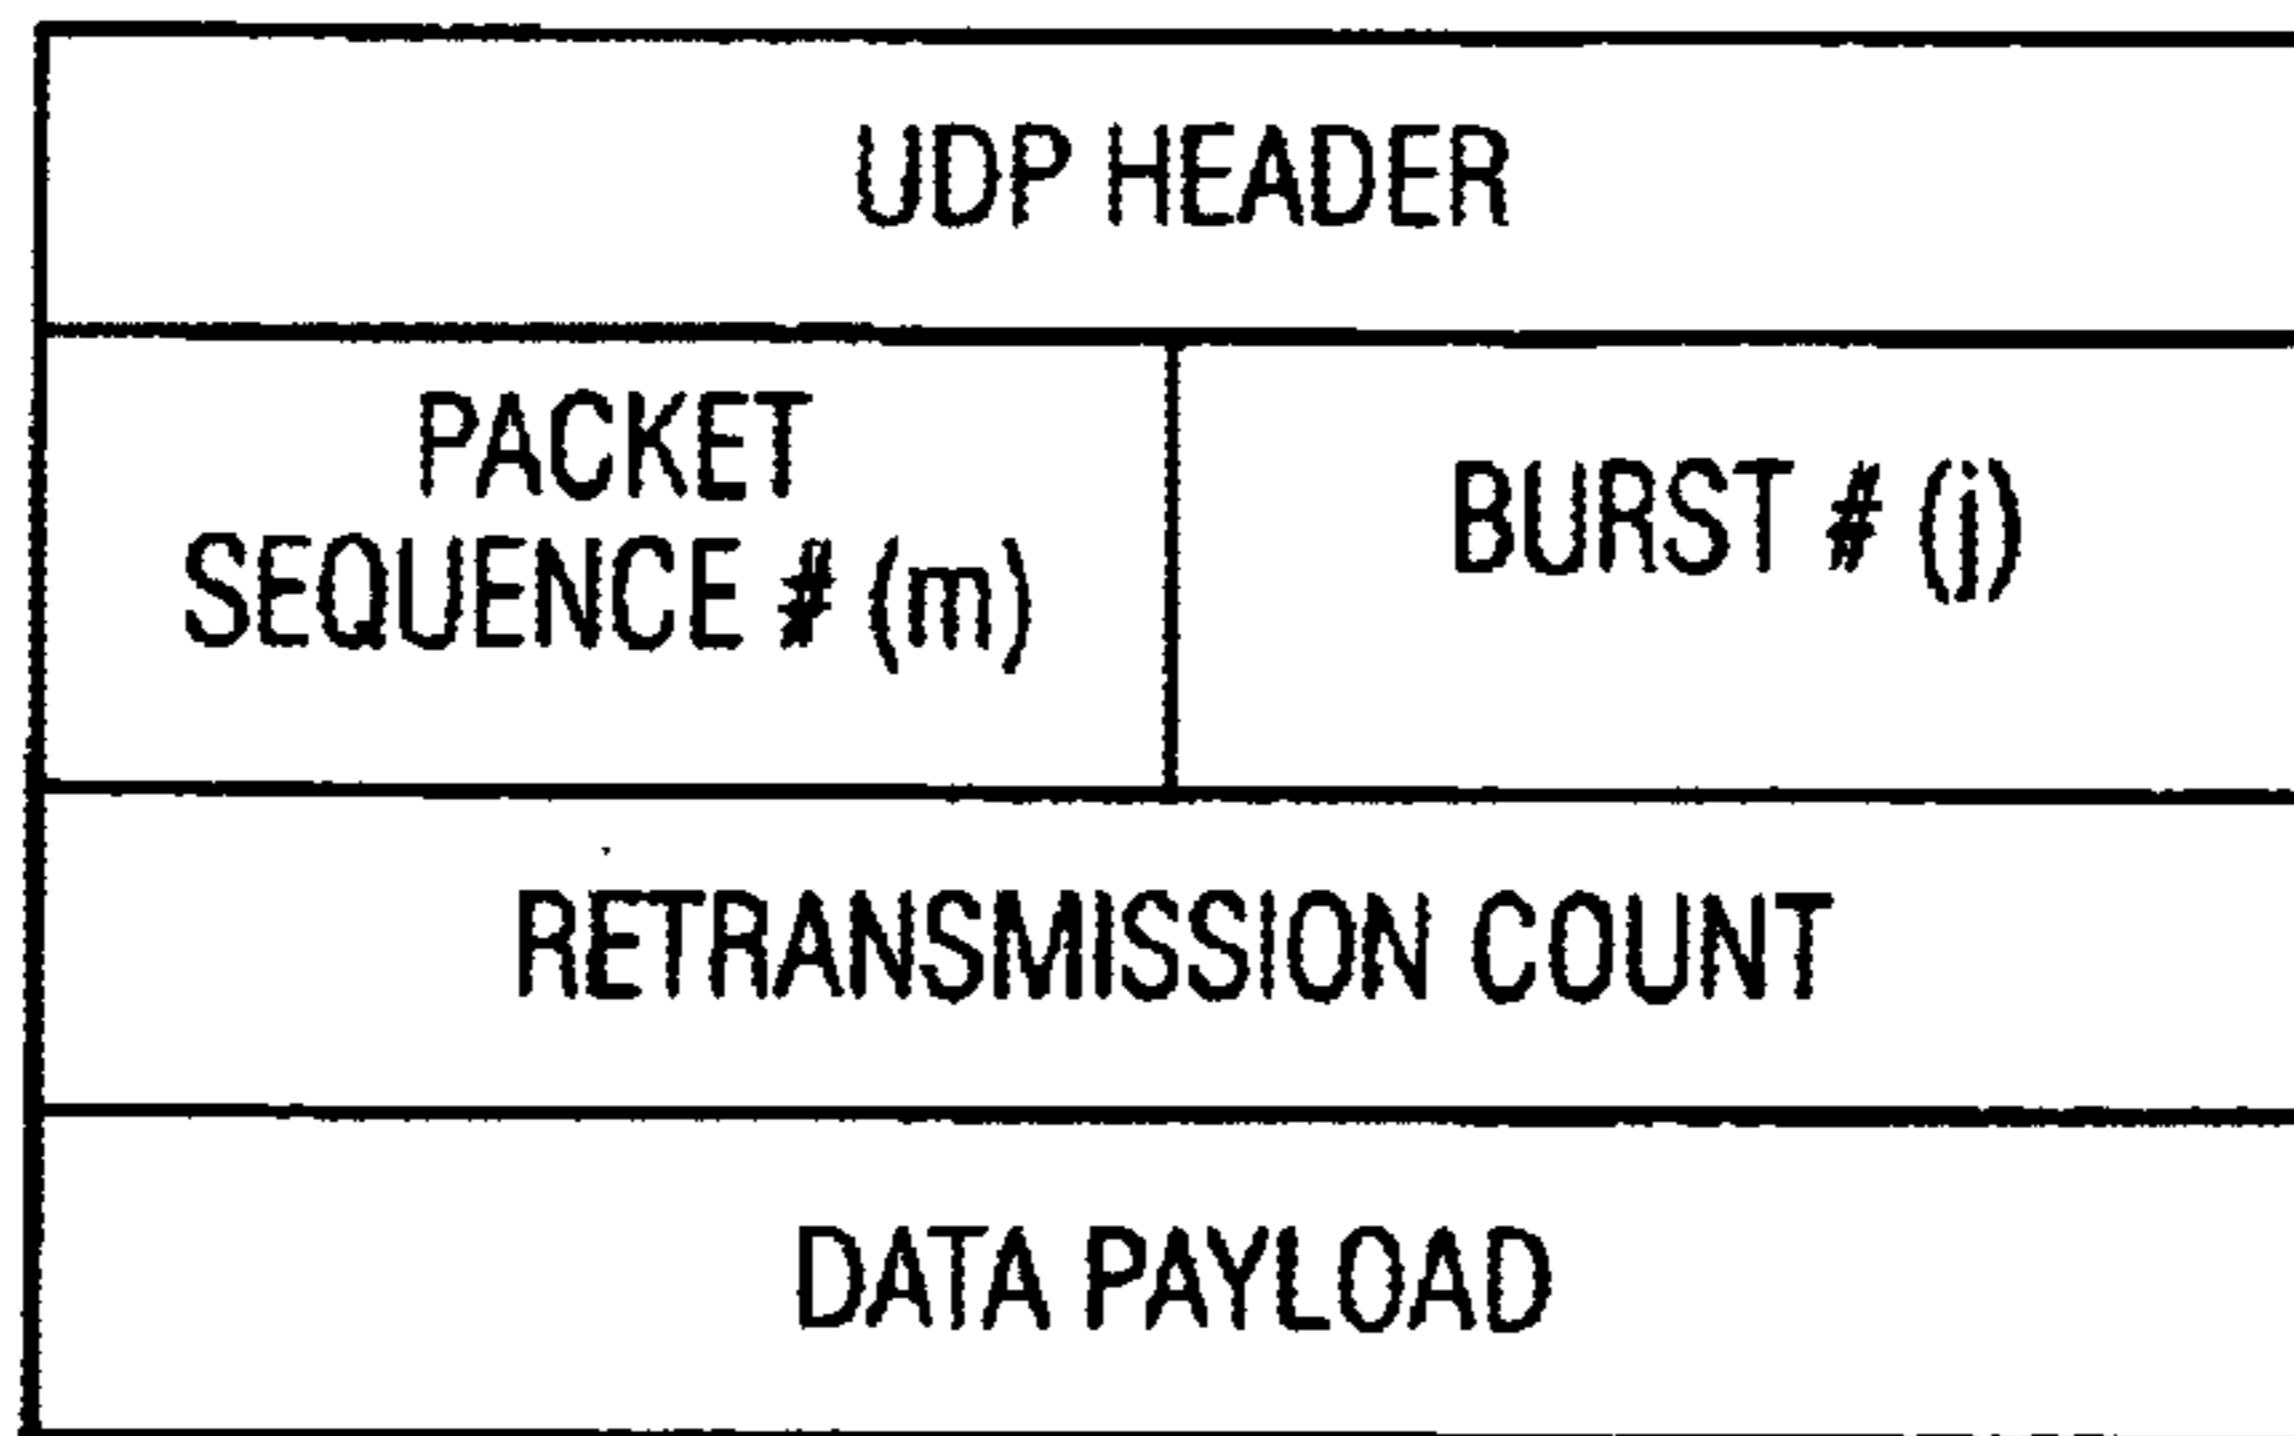 UDP HEADER
PACKET
SEQUENCE # (m)
BURST # (j)
RETRANSMISSION COUNT
DATA PAYLOAD